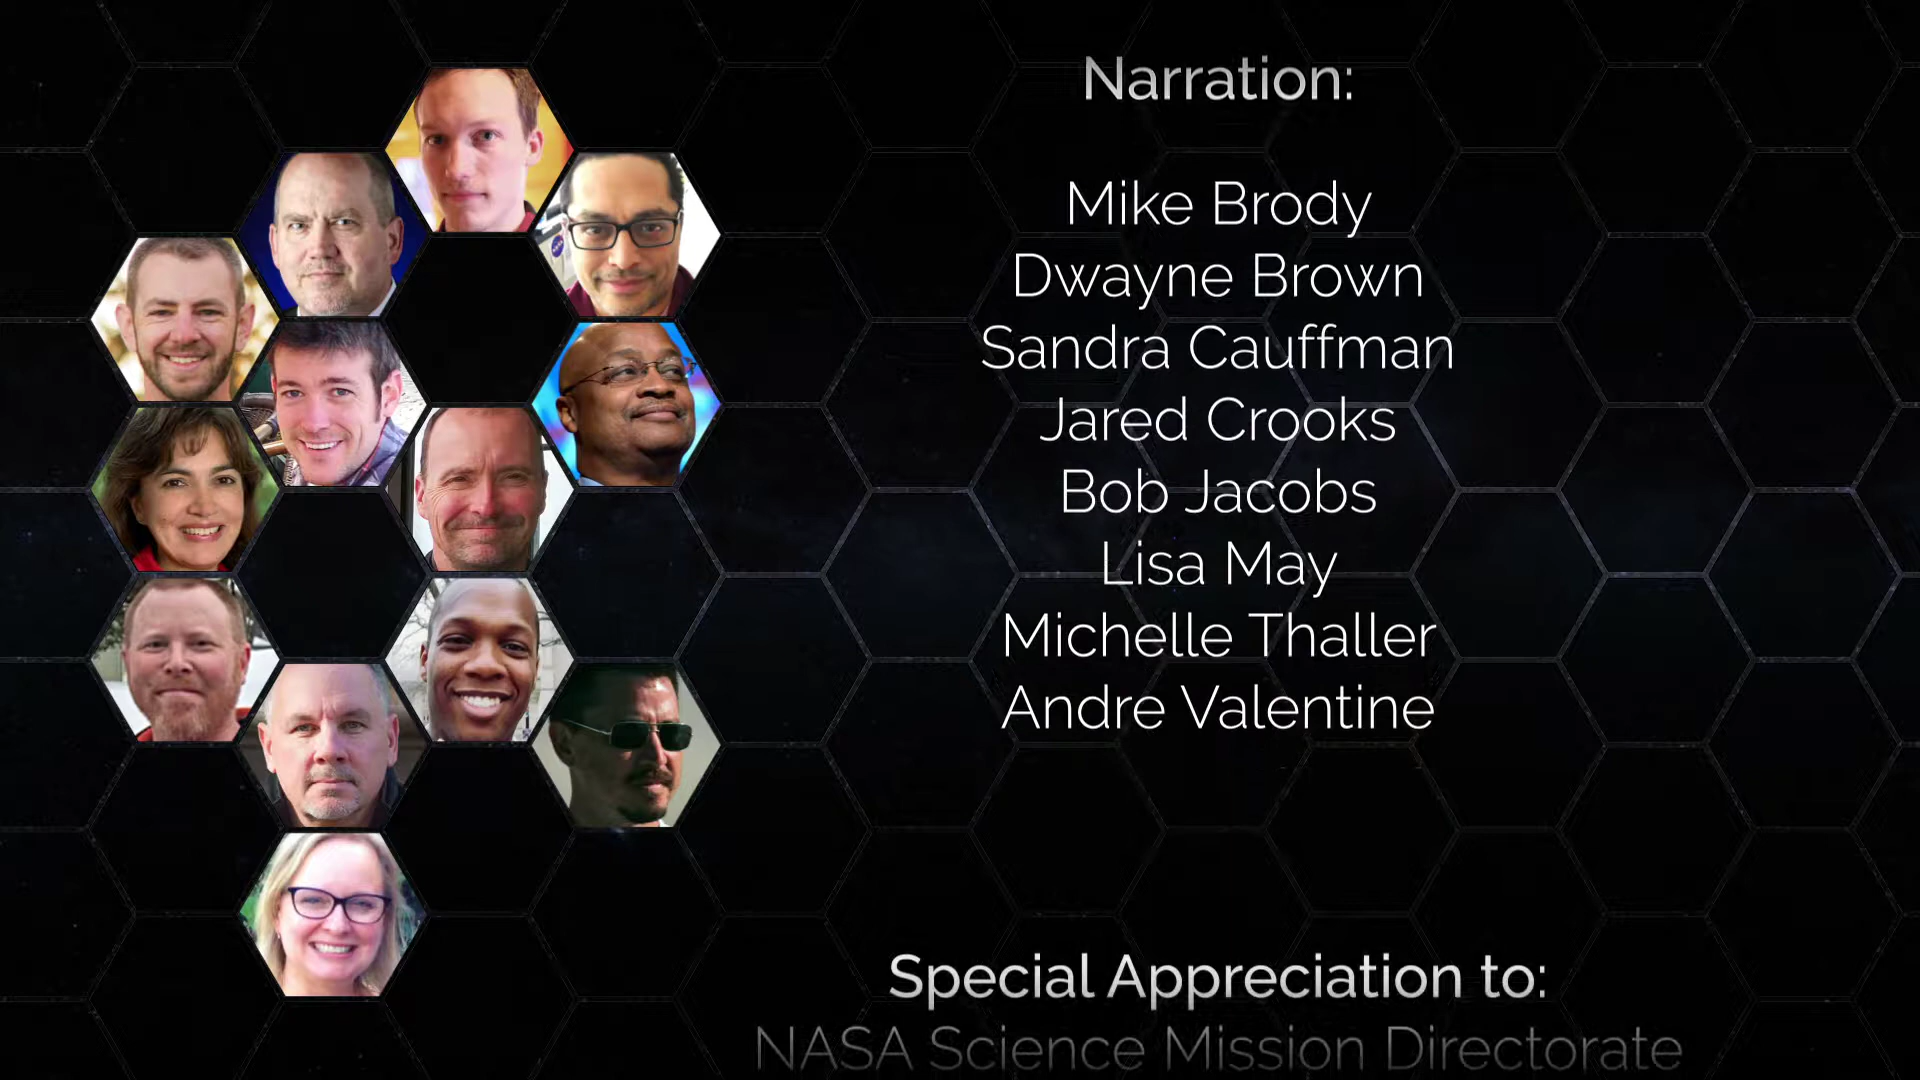 Narration:
Mike Brody
Dwayne Brown
Sandra Cauffman
Jared Crooks
Bob Jacobs
Lisa May
Michelle Thaller
Andre Valentine
Special Appreciation to:
NASA Science Mission Directorate